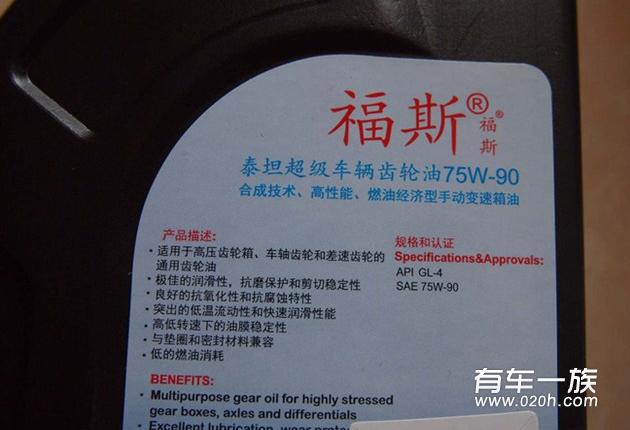 福斯® 福®
斯
泰坦超级车辆齿轮油75W-90
合成技术、高性能、燃油经济型手动变速箱油
产品描述:
• 适用于高压齿轮箱、车轴齿轮和差速齿轮的
通用齿轮油
• 极佳的润滑性，抗磨保护和剪切稳定性
• 良好的抗氧化性和抗腐蚀特性
• 突出的低温流动性和快速润滑性能
• 高低转速下的油膜稳定性
• 与垫圈和密封材料兼容
• 低的燃油消耗
规格和认证
Specifications&Approvals:
API GL-4
SAE 75W-90
BENEFITS:
• Multipurpose gear oil for highly stressed
gear boxes, axles and differentials
• Excellent lubrication, wear
有车一族
www.020h.com